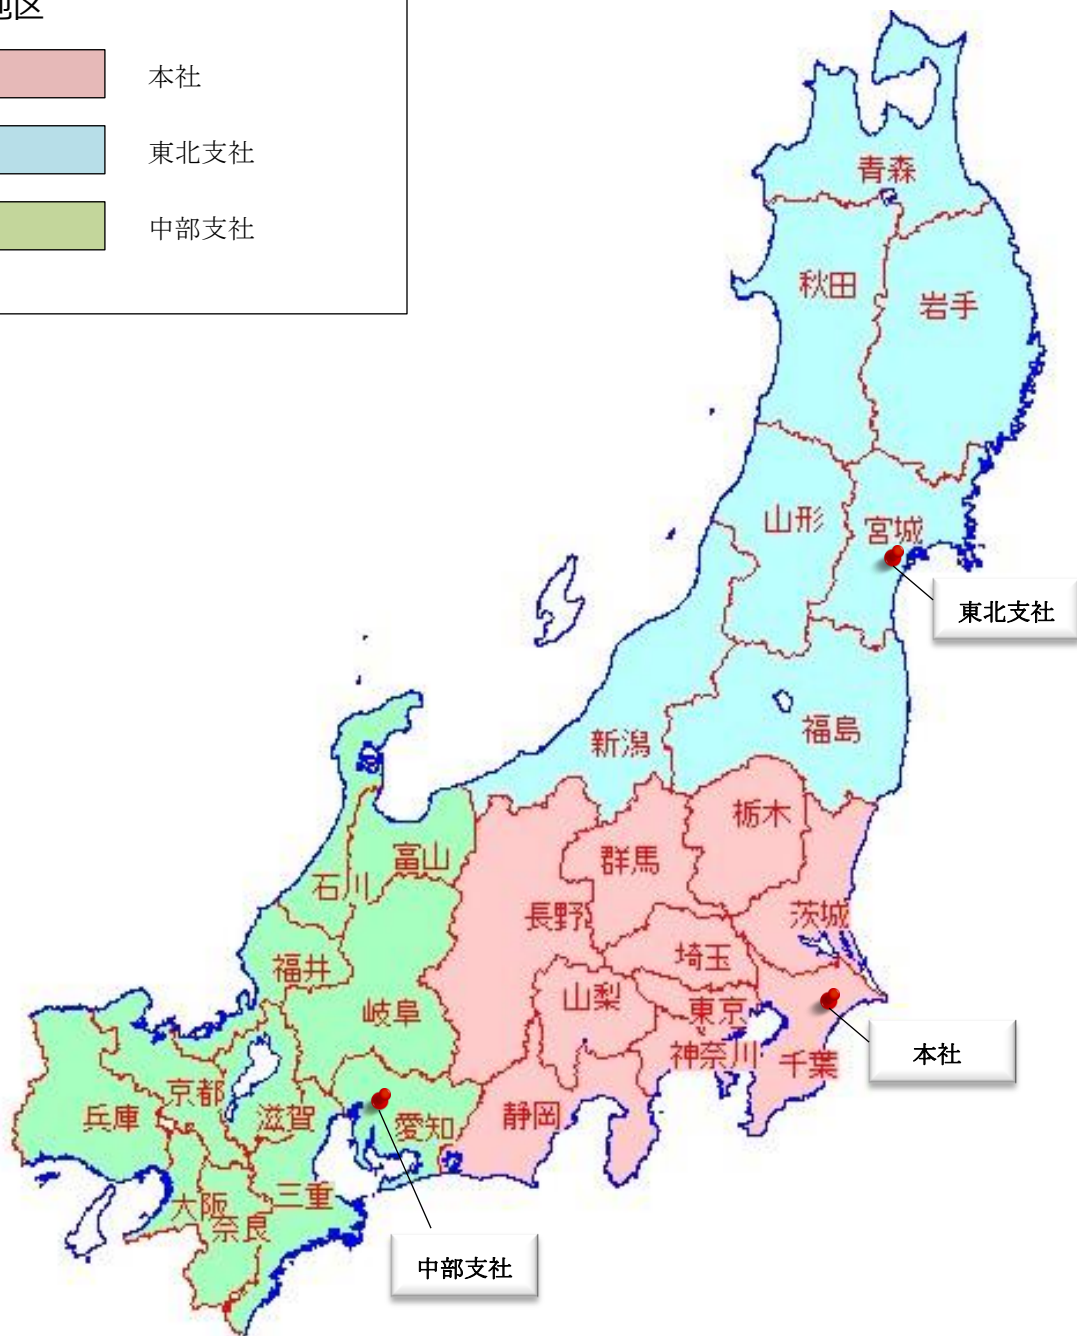 地区
本社
東北支社
中部支社
青森
秋田
岩手
山形
宮城
東北支社
新潟
福島
栃木
群馬
富山
石川
長野
茨城
埼玉
福井
山梨
東京
岐阜
本社
神奈川
千葉
京都
兵庫
滋賀
愛知
静岡
三重
大阪
奈良
中部支社